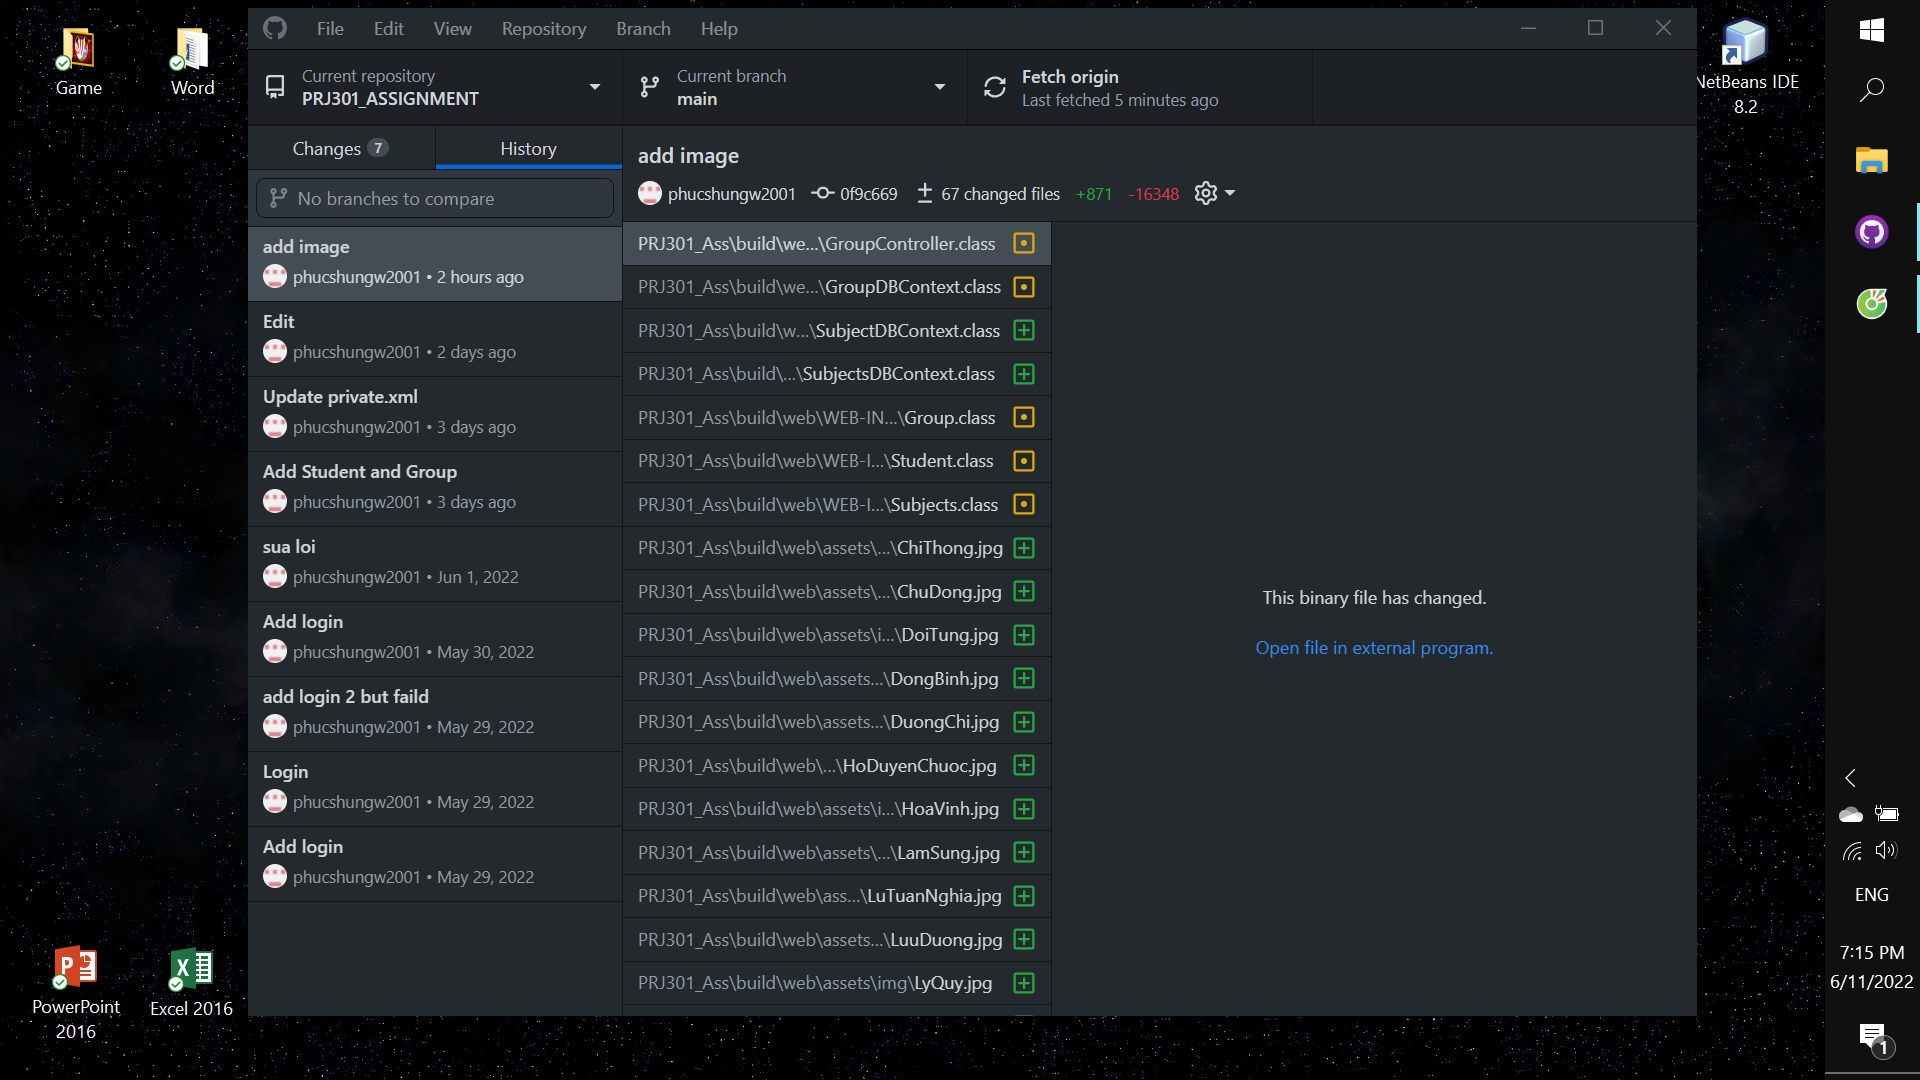 Game
Word
PowerPoint
2016
Excel 2016
File Edit View Repository Branch Help
Current repository
PRJ301_ASSIGNMENT
Current branch
main
Fetch origin
Last fetched 5 minutes ago
Changes 7
History
No branches to compare
add image
phucshungw2001 • 2 hours ago
Edit
phucshungw2001 • 2 days ago
Update private.xml
phucshungw2001 • 3 days ago
Add Student and Group
phucshungw2001 • 3 days ago
sua loi
phucshungw2001 • Jun 1, 2022
Add login
phucshungw2001 • May 30, 2022
add login 2 but faild
phucshungw2001 • May 29, 2022
Login
phucshungw2001 • May 29, 2022
Add login
phucshungw2001 • May 29, 2022
add image
phucshungw2001 0f9c669 67 changed files +871 -16348
PRJ301_Ass\build\we...\GroupController.class
PRJ301_Ass\build\we...\GroupDBContext.class
PRJ301_Ass\build\w...\SubjectDBContext.class
PRJ301_Ass\build\...\SubjectsDBContext.class
PRJ301_Ass\build\web\WEB-IN...\Group.class
PRJ301_Ass\build\web\WEB-I...\Student.class
PRJ301_Ass\build\web\WEB-I...\Subjects.class
PRJ301_Ass\build\web\assets\...\ChiThong.jpg
PRJ301_Ass\build\web\assets\...\ChuDong.jpg
PRJ301_Ass\build\web\assets\i...\DoiTung.jpg
PRJ301_Ass\build\web\assets...\DongBinh.jpg
PRJ301_Ass\build\web\assets...\DuongChi.jpg
PRJ301_Ass\build\web\...\HoDuyenChuoc.jpg
PRJ301_Ass\build\web\assets\i...\HoaVinh.jpg
PRJ301_Ass\build\web\assets\...\LamSung.jpg
PRJ301_Ass\build\web\ass...\LuTuanNghia.jpg
PRJ301_Ass\build\web\assets...\LuuDuong.jpg
PRJ301_Ass\build\web\assets\img\LyQuy.jpg
This binary file has changed.
Open file in external program.
NetBeans IDE
8.2
ENG
7:15 PM
6/11/2022
1